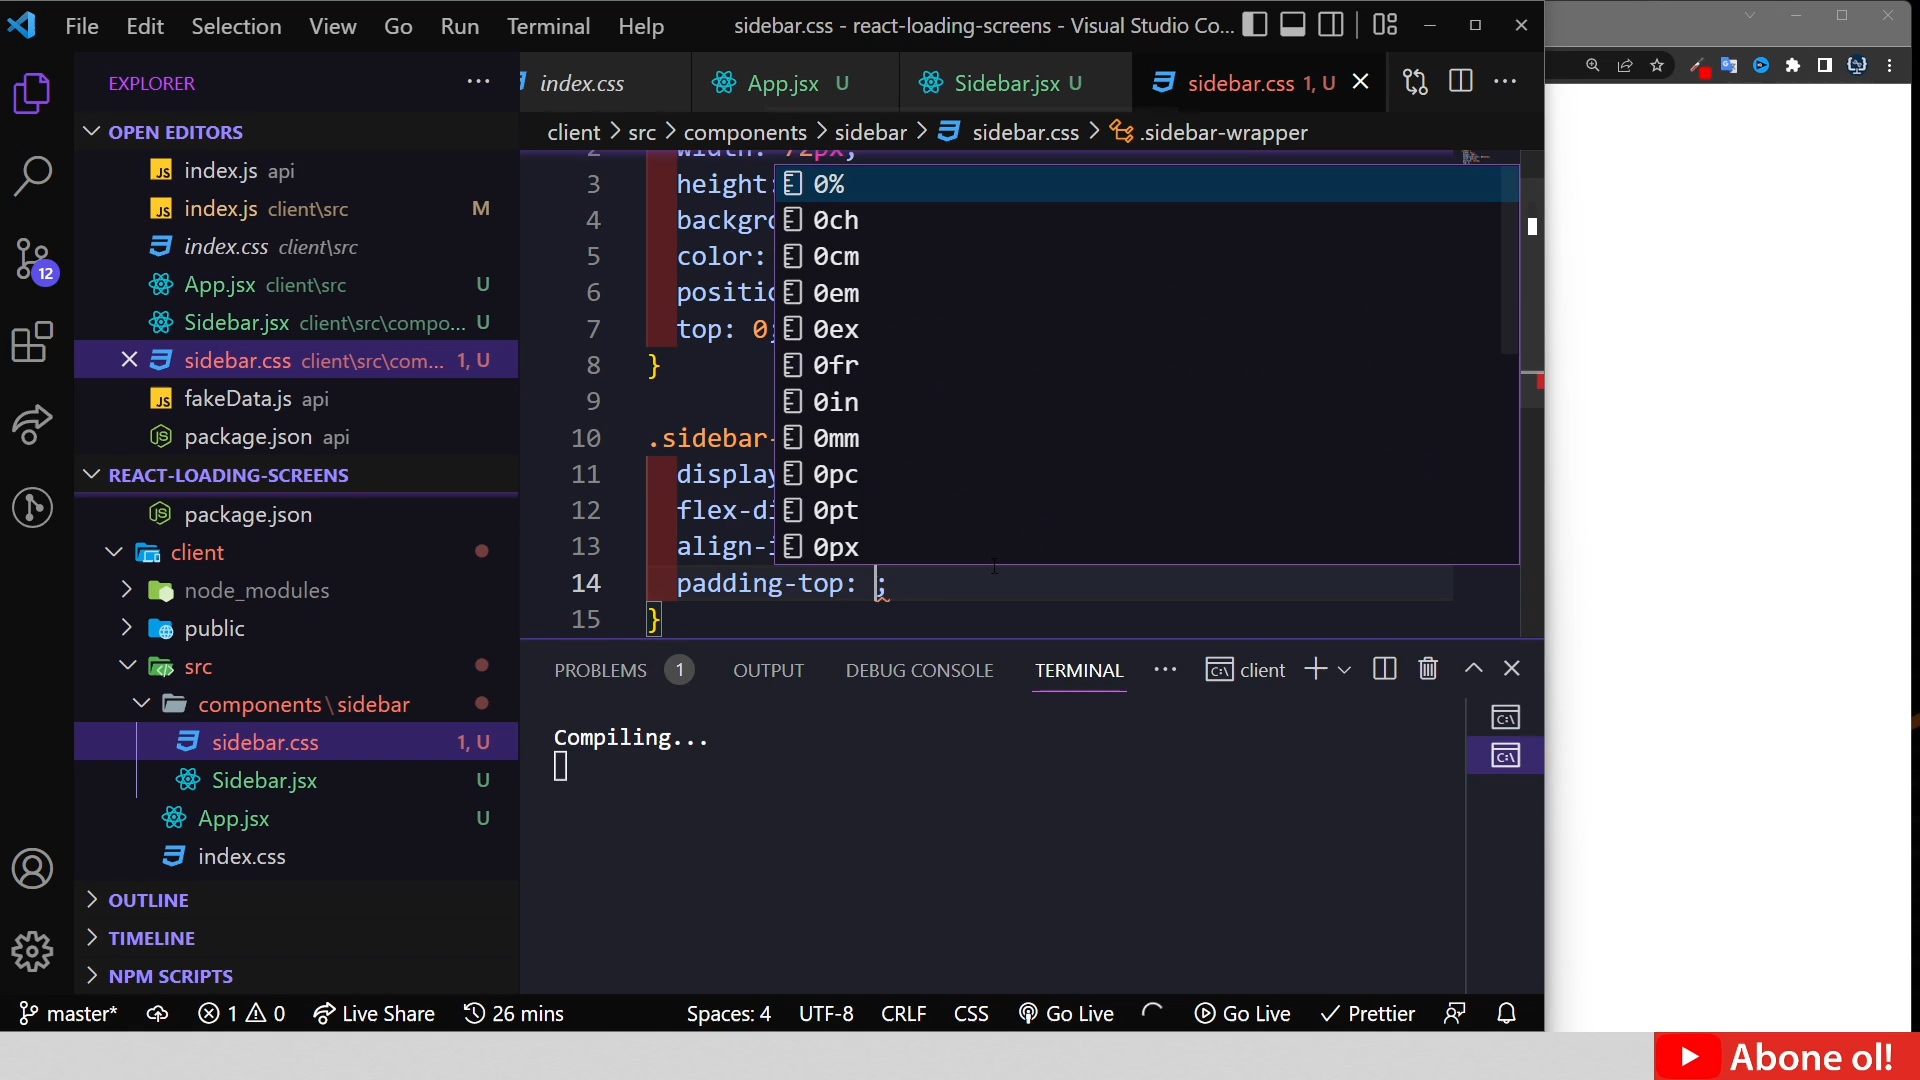 File Edit Selection View Go Run Terminal Help
sidebar.css - react-loading-screens - Visual Studio Co...
EXPLORER
OPEN EDITORS
index.js api
index.js client\src M
index.css client\src
App.jsx client\src U
Sidebar.jsx client\src\compo... U
sidebar.css client\src\com... 1, U
fakeData.js api
package.json api
REACT-LOADING-SCREENS
package.json
client
node_modules
public
src
components\sidebar
sidebar.css 1, U
Sidebar.jsx U
App.jsx U
index.css
OUTLINE
TIMELINE
NPM SCRIPTS
12
index.css
App.jsx U
Sidebar.jsx U
sidebar.css 1, U
client > src > components > sidebar > sidebar.css > .sidebar-wrapper
2 width: 72px;
3 height:
4 backgro
5 color:
6 positio
7 top: 0;
8 }
9
10 .sidebar-
11 display
12 flex-di
13 align-i
14 padding-top: ;
15 }
0%
0ch
0cm
0em
0ex
0fr
0in
0mm
0pc
0pt
0px
PROBLEMS 1 OUTPUT DEBUG CONSOLE TERMINAL
client
Compiling...
master* 1 0 Live Share 26 mins
Spaces: 4 UTF-8 CRLF CSS Go Live Go Live Prettier
Abone ol!